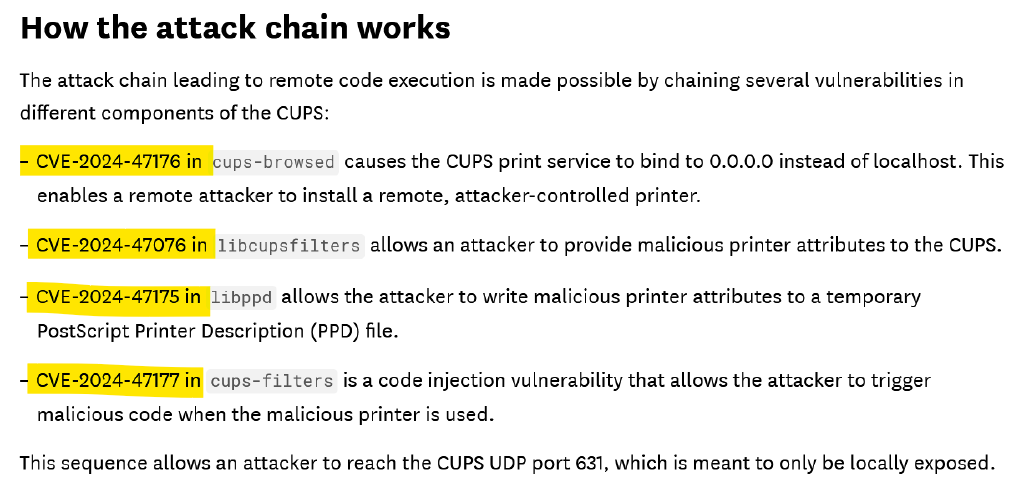 How the attack chain works
The attack chain leading to remote code execution is made possible by chaining several vulnerabilities in
different components of the CUPS:
– CVE-2024-47176 in cups-browsed causes the CUPS print service to bind to 0.0.0.0 instead of localhost. This
enables a remote attacker to install a remote, attacker-controlled printer.
– CVE-2024-47076 in libcupsfilters allows an attacker to provide malicious printer attributes to the CUPS.
– CVE-2024-47175 in libppd allows the attacker to write malicious printer attributes to a temporary
PostScript Printer Description (PPD) file.
– CVE-2024-47177 in cups-filters is a code injection vulnerability that allows the attacker to trigger
malicious code when the malicious printer is used.
This sequence allows an attacker to reach the CUPS UDP port 631, which is meant to only be locally exposed.